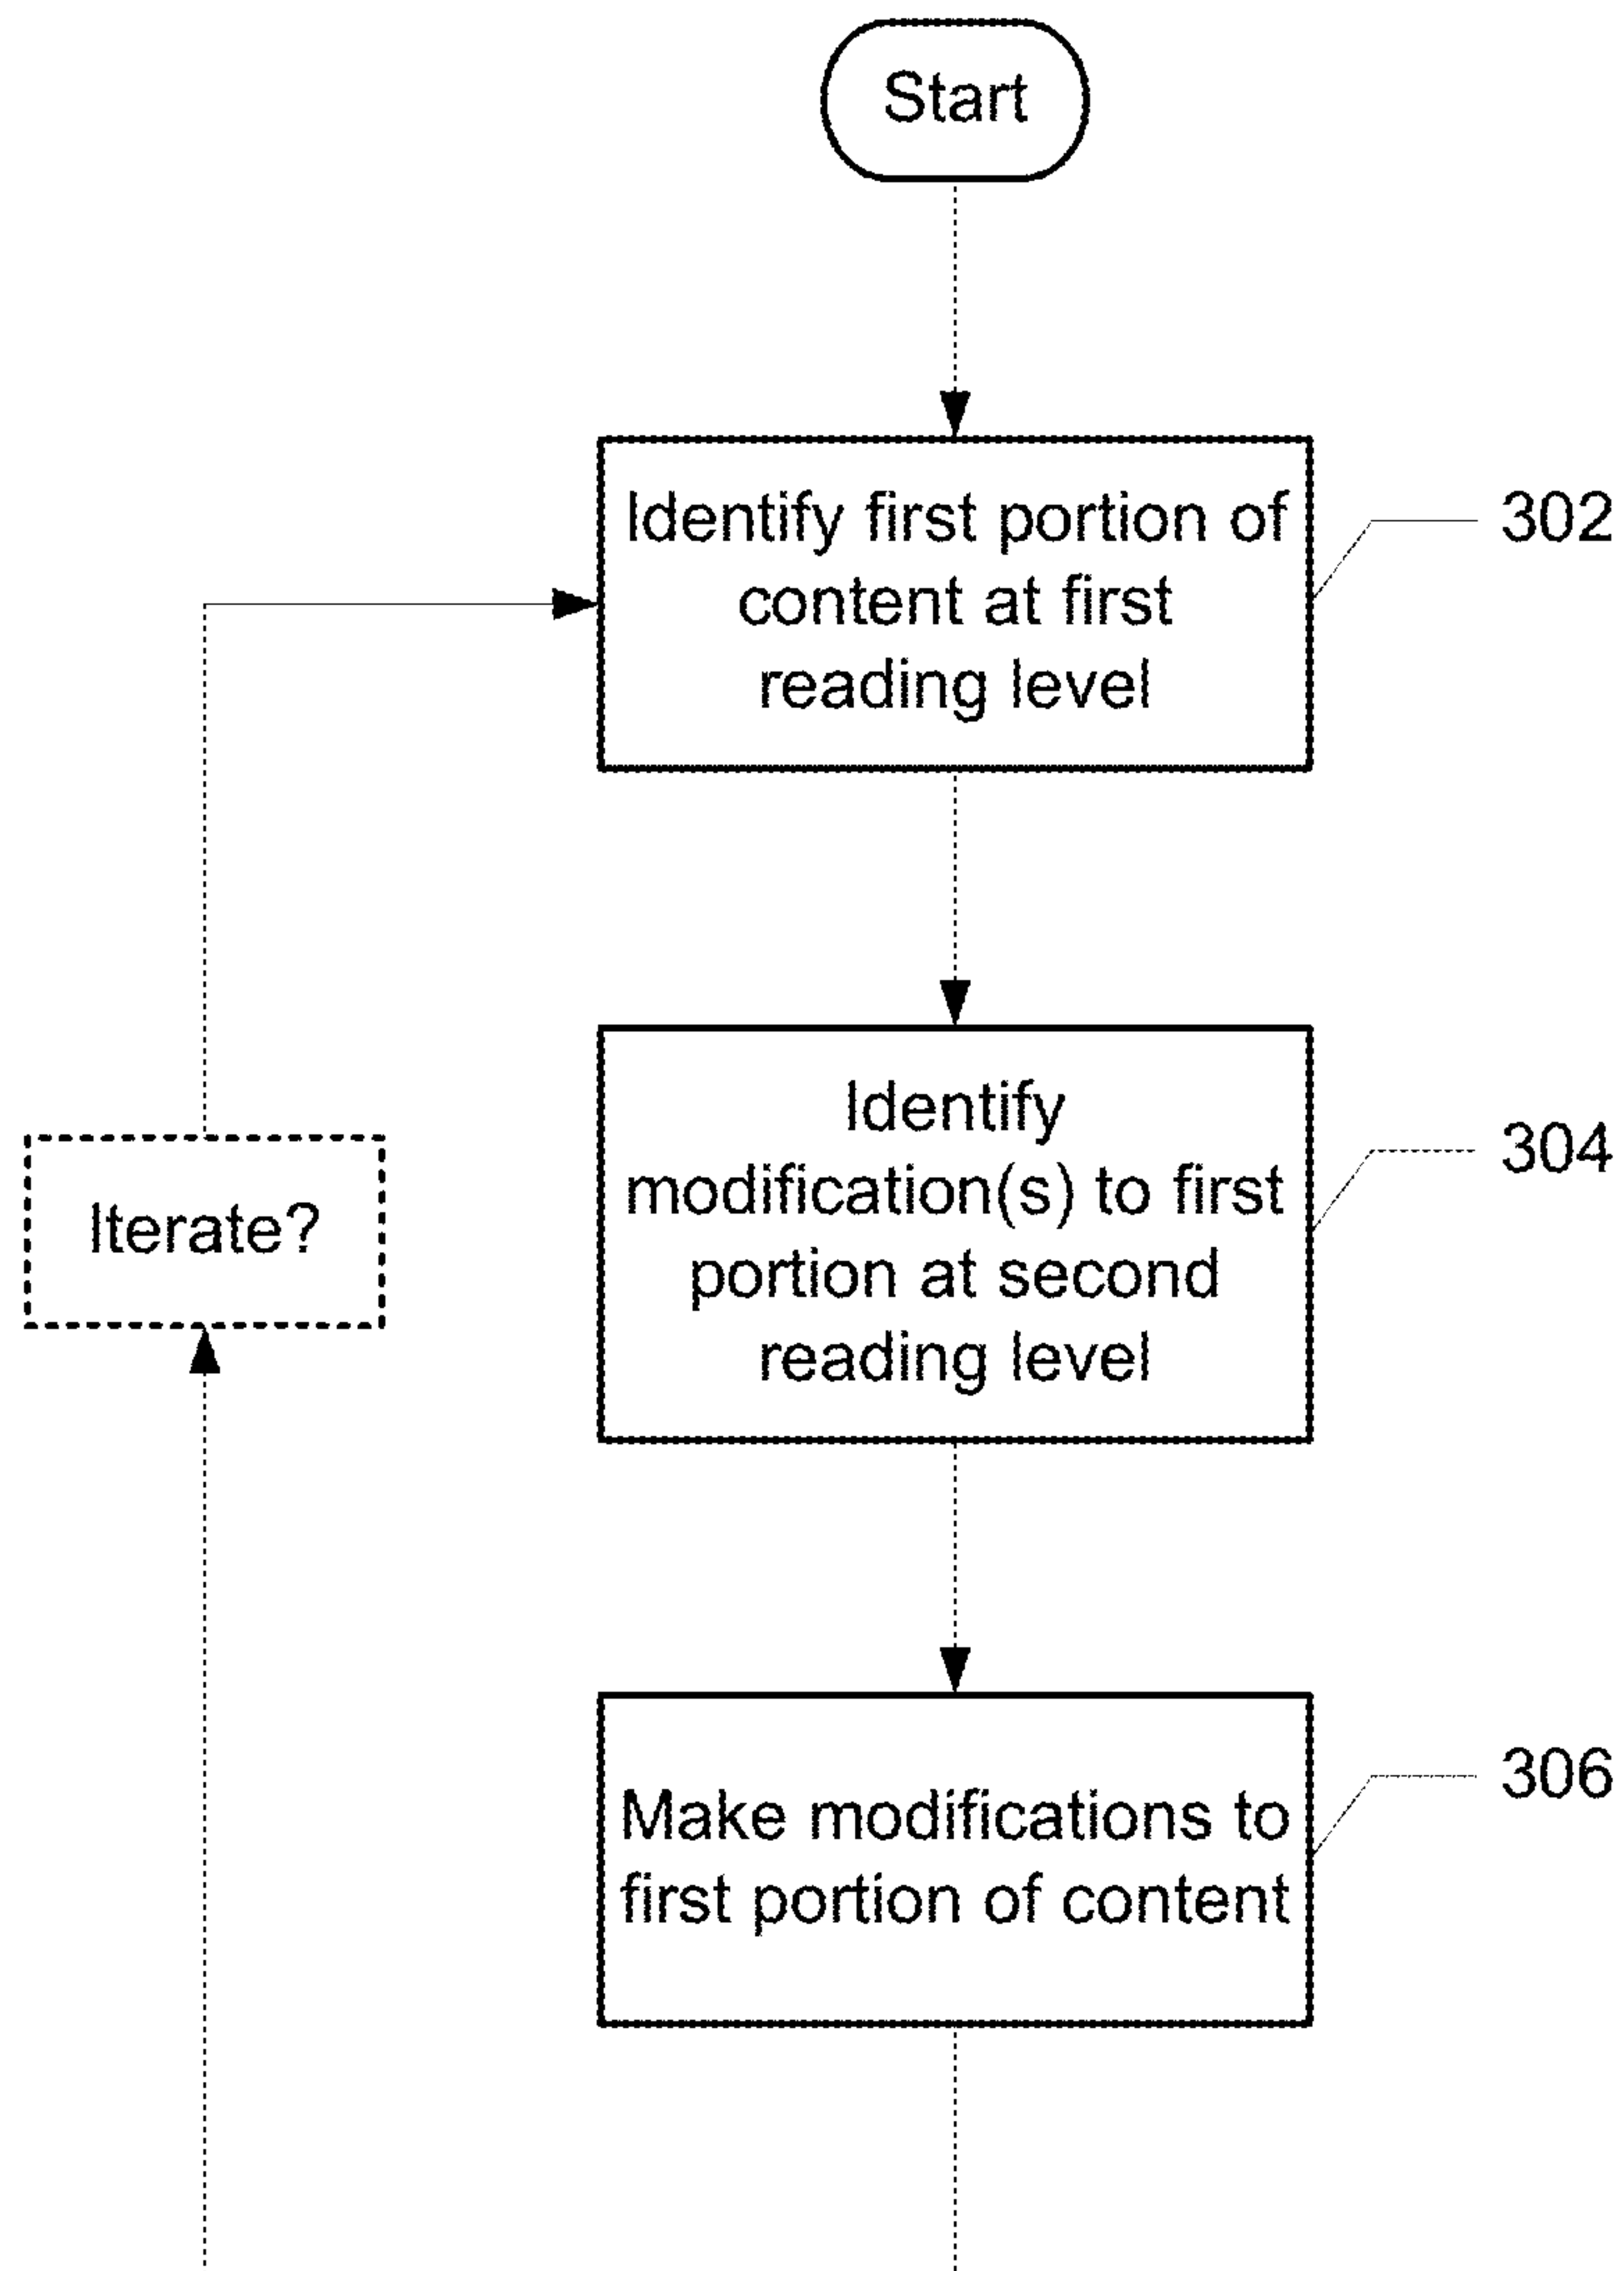 Start
Identify first portion of
content at first
reading level
302
Identify
modification(s) to first
portion at second
reading level
304
Iterate?
Make modifications to
first portion of content
306